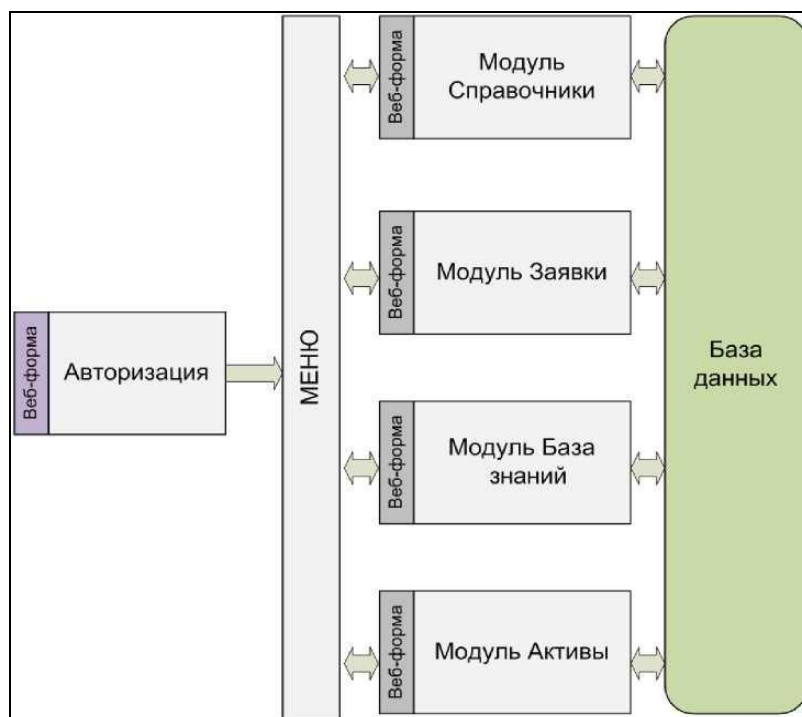 Веб-форма
Авторизация
МЕНЮ
Веб-форма
Модуль
Справочники
Веб-форма
Модуль Заявки
Веб-форма
Модуль База
знаний
Веб-форма
Модуль Активы
База
данных